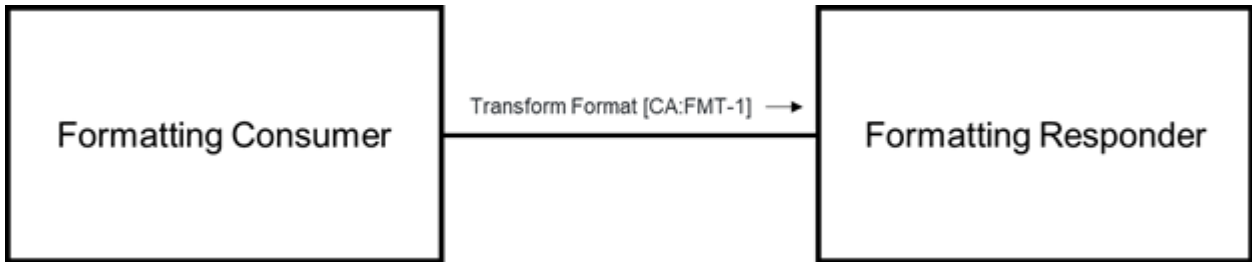 Formatting Consumer
Transform Format [CA:FMT-1] →
Formatting Responder